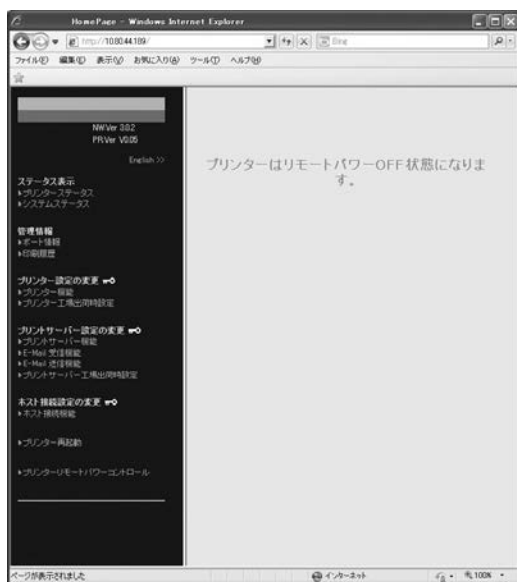 HomePage - Windows Internet Explorer
http://10.80.44.189/
Bing
ファイル(F) 編集(E) 表示(V) お気に入り(A) ツール(T) ヘルプ(H)
NW.Ver 3.8.2
PR.Ver V0.05
English >>
ステータス表示
プリンターステータス
システムステータス
管理情報
ポート情報
印刷履歴
プリンター設定の変更
プリンター機能
プリンター工場出荷時設定
プリントサーバー設定の変更
プリントサーバー機能
E-Mail 受信機能
E-Mail 送信機能
プリントサーバー工場出荷時設定
ホスト接続設定の変更
ホスト接続機能
プリンター再起動
プリンターリモートパワーコントロール
プリンターはリモートパワーOFF状態になりま
す。
ページが表示されました
インターネット
100%